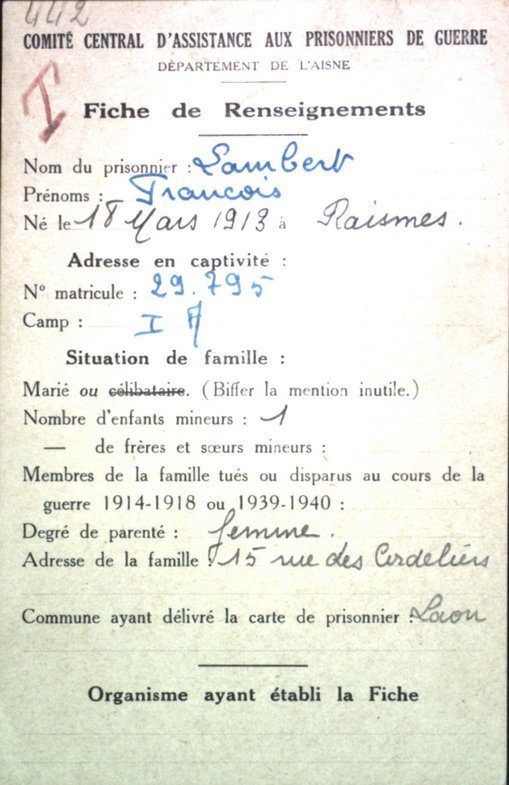 442
COMITÉ CENTRAL D'ASSISTANCE AUX PRISONNIERS DE GUERRE
DÉPARTEMENT DE L'AISNE
I
Fiche de Renseignements
Nom du prisonnier : Lambert
Prénoms : François
Né le 18 Mars 1913 à Raismes.
Adresse en captivité :
N° matricule : 29.795
Camp : I A
Situation de famille :
Marié ou célibataire. (Biffer la mention inutile.)
Nombre d'enfants mineurs : 1
— de frères et sœurs mineurs :
Membres de la famille tués ou disparus au cours de la
guerre 1914-1918 ou 1939-1940 :
Degré de parenté : femme.
Adresse de la famille : 15 rue des Cordeliers
Commune ayant délivré la carte de prisonnier : Laon
Organisme ayant établi la Fiche